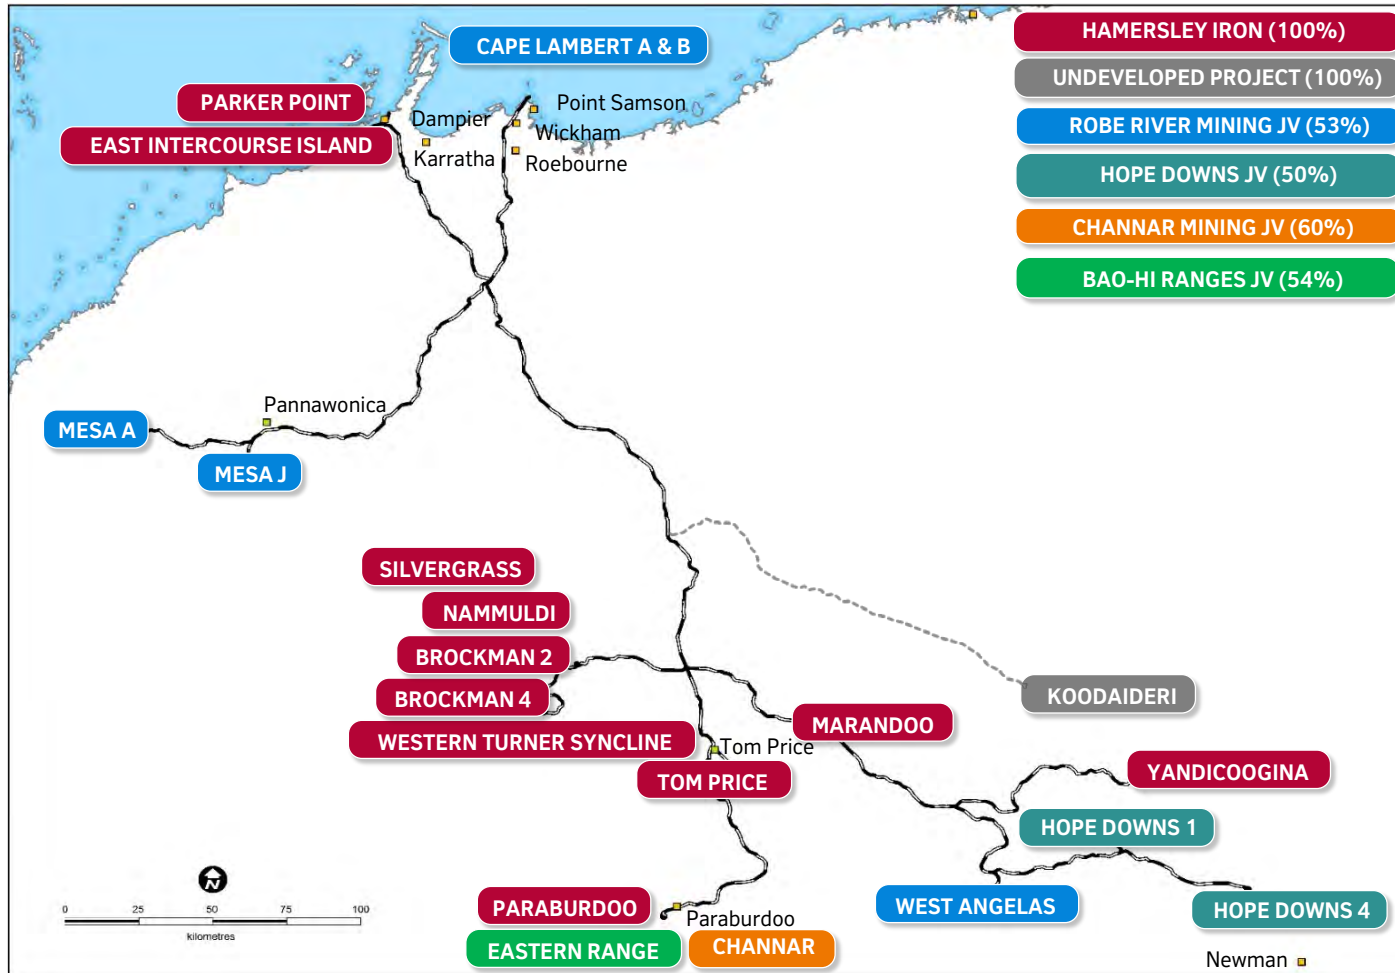 CAPE LAMBERT A & B
HAMERSLEY IRON (100%)
UNDEVELOPED PROJECT (100%)
ROBE RIVER MINING JV (53%)
HOPE DOWNS JV (50%)
CHANNAR MINING JV (60%)
BAO-HI RANGES JV (54%)
PARKER POINT
EAST INTERCOURSE ISLAND
Dampier
Karratha
Point Samson
Wickham
Roebourne
Pannawonica
MESA A
MESA J
SILVERGRASS
NAMMULDI
BROCKMAN 2
BROCKMAN 4
WESTERN TURNER SYNCLINE
Tom Price
TOM PRICE
MARANDOO
KOODAIDERI
YANDICOOGINA
HOPE DOWNS 1
WEST ANGELAS
HOPE DOWNS 4
PARABURDOO
Paraburdoo
EASTERN RANGE
CHANNAR
Newman
N
0 25 50 75 100
kilometres